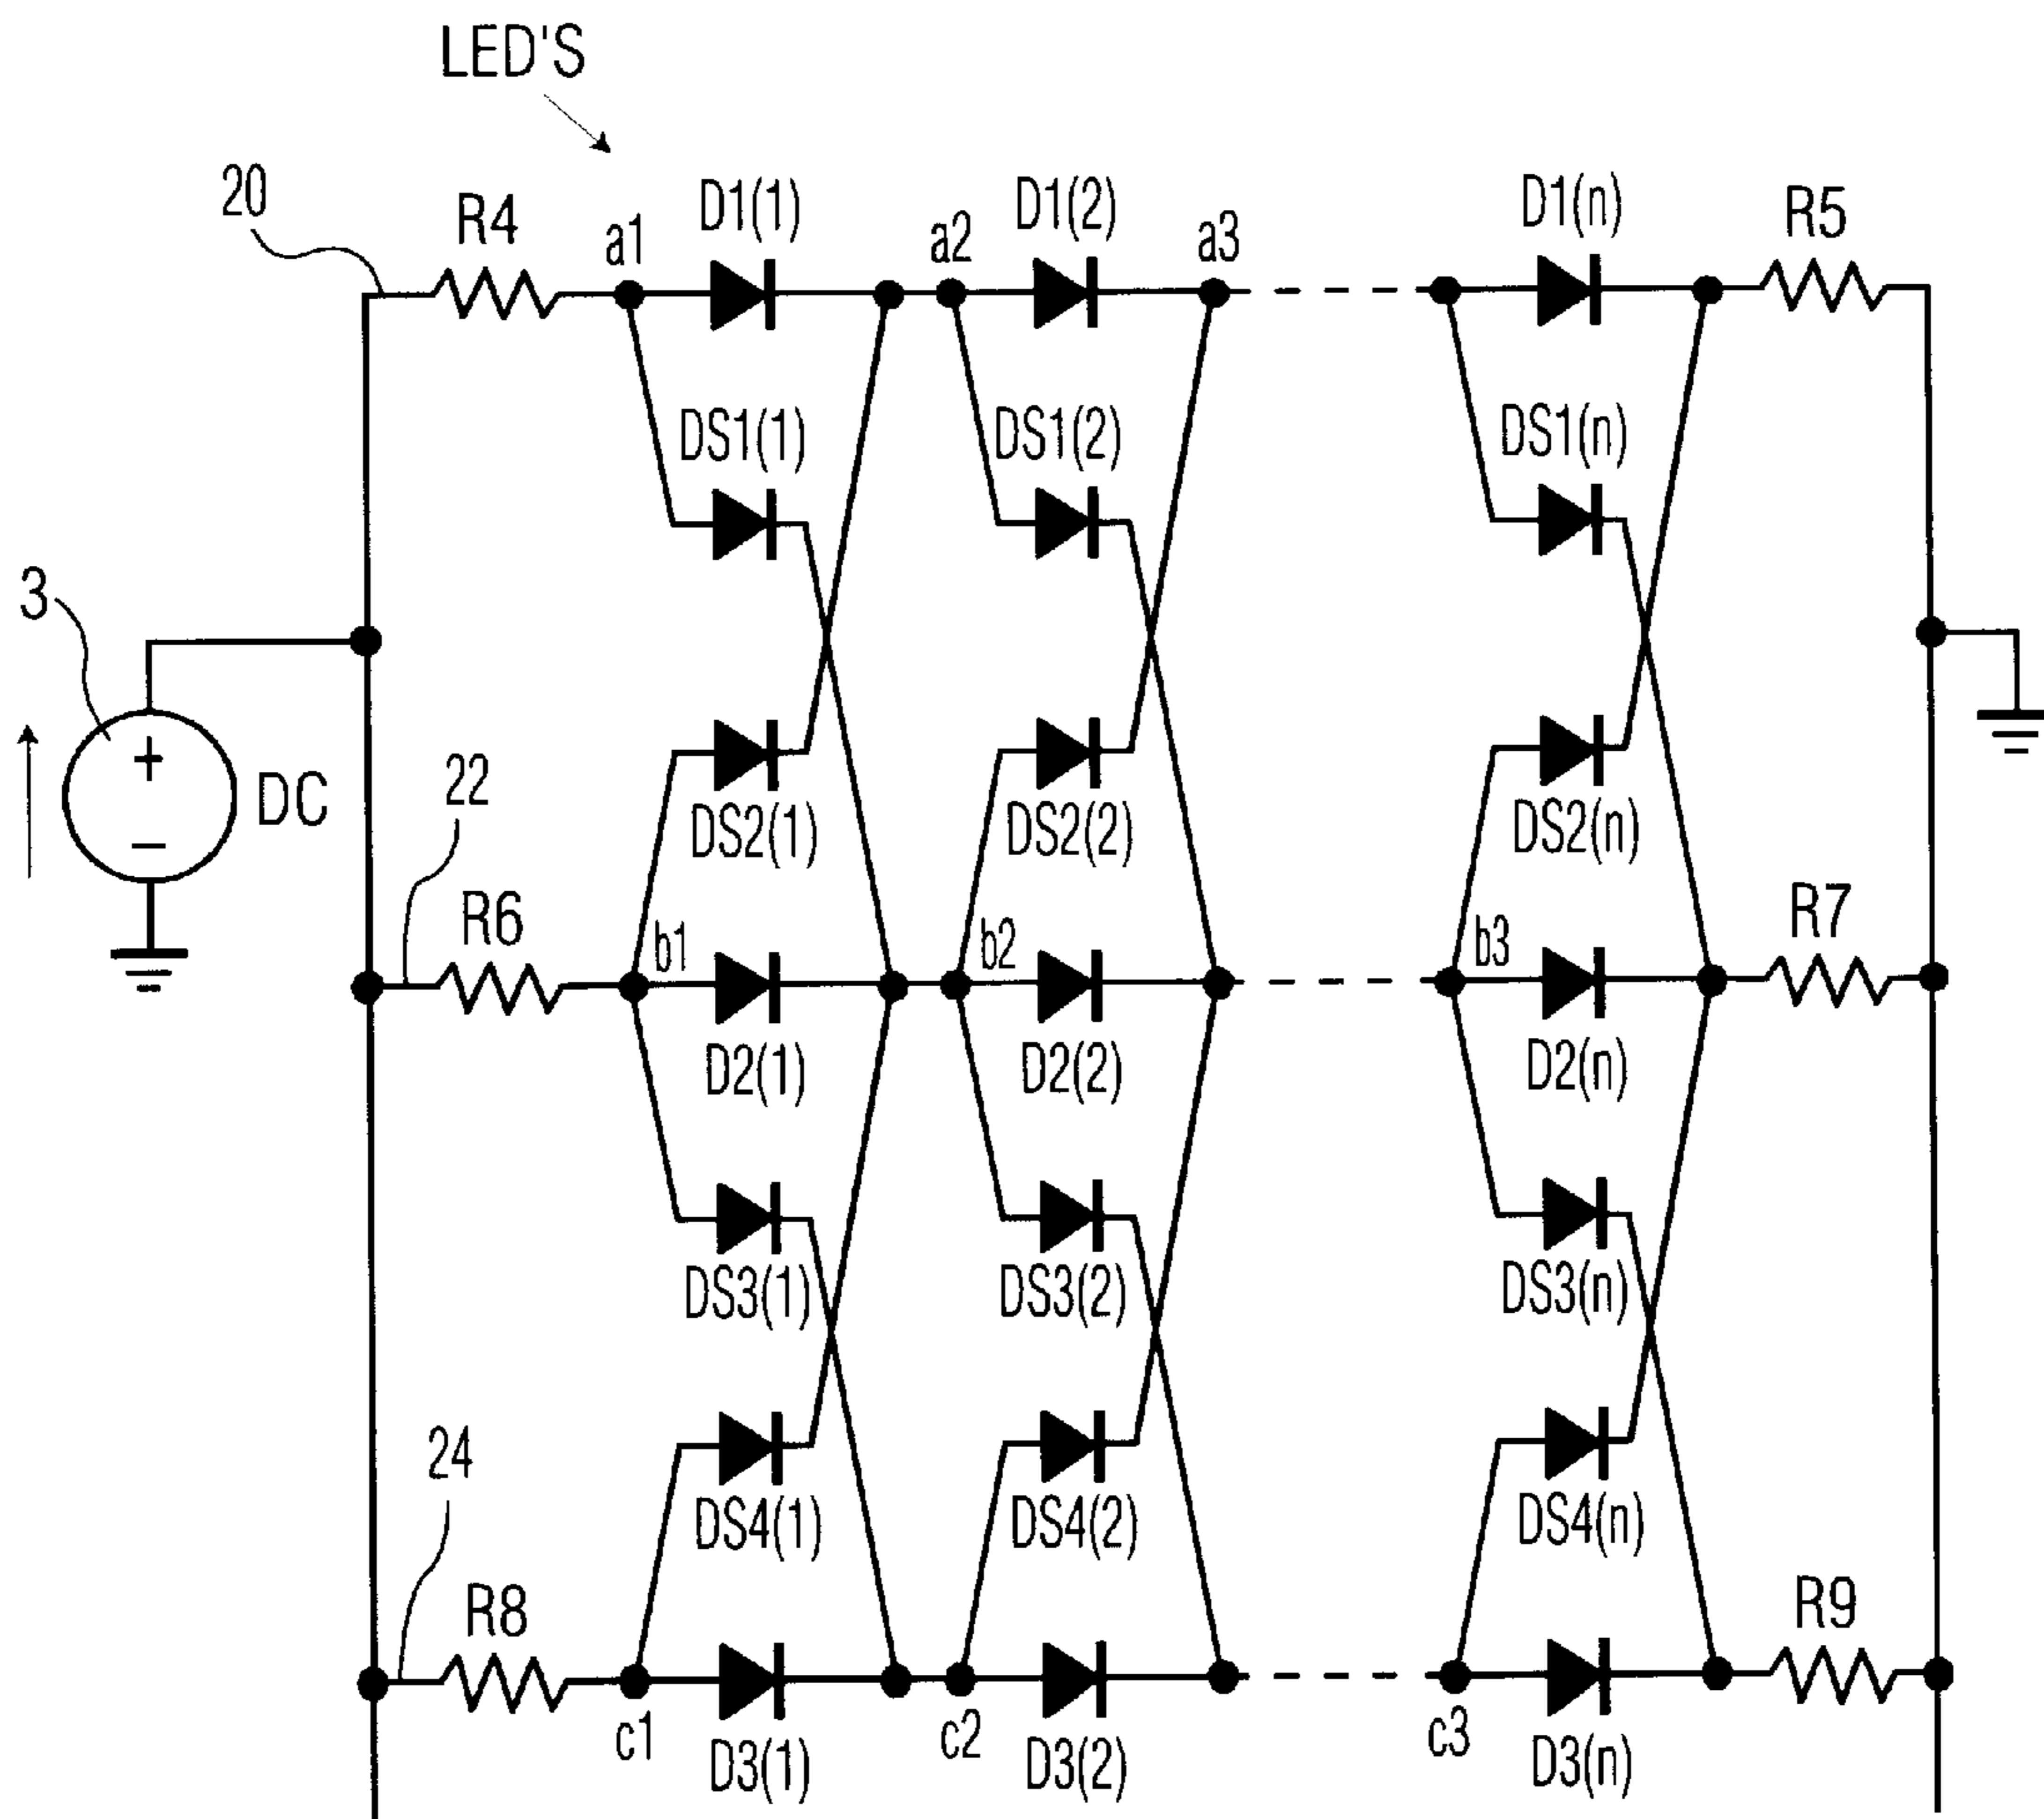 LED'S
20
R4
a1
D1(1)
a2
D1(2)
a3
D1(n)
R5
DS1(1)
DS1(2)
DS1(n)
3
+
−
DC
22
DS2(1)
DS2(2)
DS2(n)
R6
b1
b2
b3
R7
D2(1)
D2(2)
D2(n)
DS3(1)
DS3(2)
DS3(n)
24
DS4(1)
DS4(2)
DS4(n)
R8
R9
c1
D3(1)
c2
D3(2)
c3
D3(n)